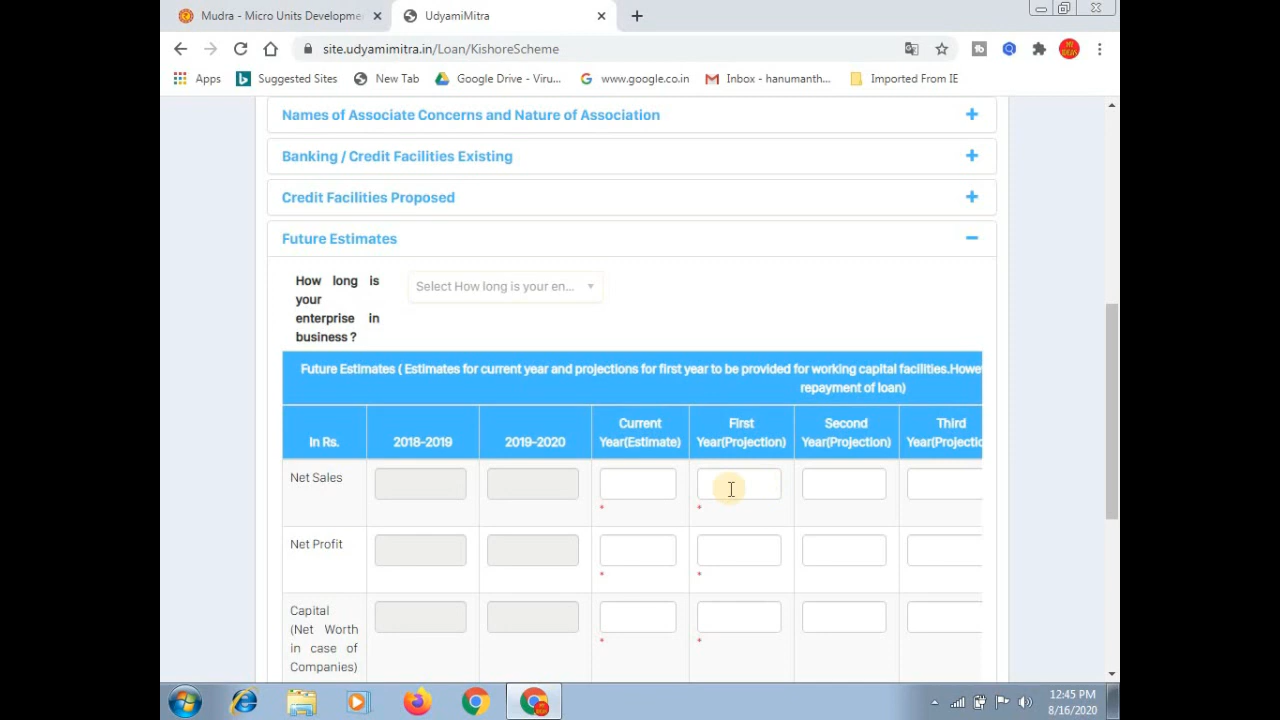 Mudra - Micro Units Developme
UdyamiMitra
site.udyamimitra.in/Loan/KishoreScheme
Apps Suggested Sites New Tab Google Drive - Viru... www.google.co.in Inbox - hanumanth... Imported From IE
Names of Associate Concerns and Nature of Association
Banking / Credit Facilities Existing
Credit Facilities Proposed
Future Estimates
How long is
your
enterprise in
business ?
Select How long is your en...
Future Estimates ( Estimates for current year and projections for first year to be provided for working capital facilities.Howe
repayment of loan)
In Rs.
2018-2019
2019-2020
Current
Year(Estimate)
First
Year(Projection)
Second
Year(Projection)
Third
Year(Projectio
Net Sales
* *
Net Profit
* *
Capital
(Net Worth
in case of
Companies)
* *
12:45 PM
8/16/2020